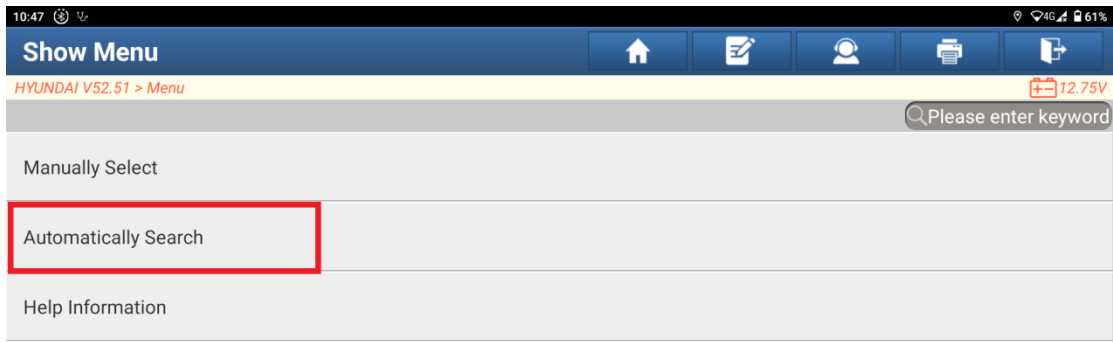 10:47 4G 61%
Show Menu
HYUNDAI V52.51 > Menu 12.75V
Please enter keyword
Manually Select
Automatically Search
Help Information